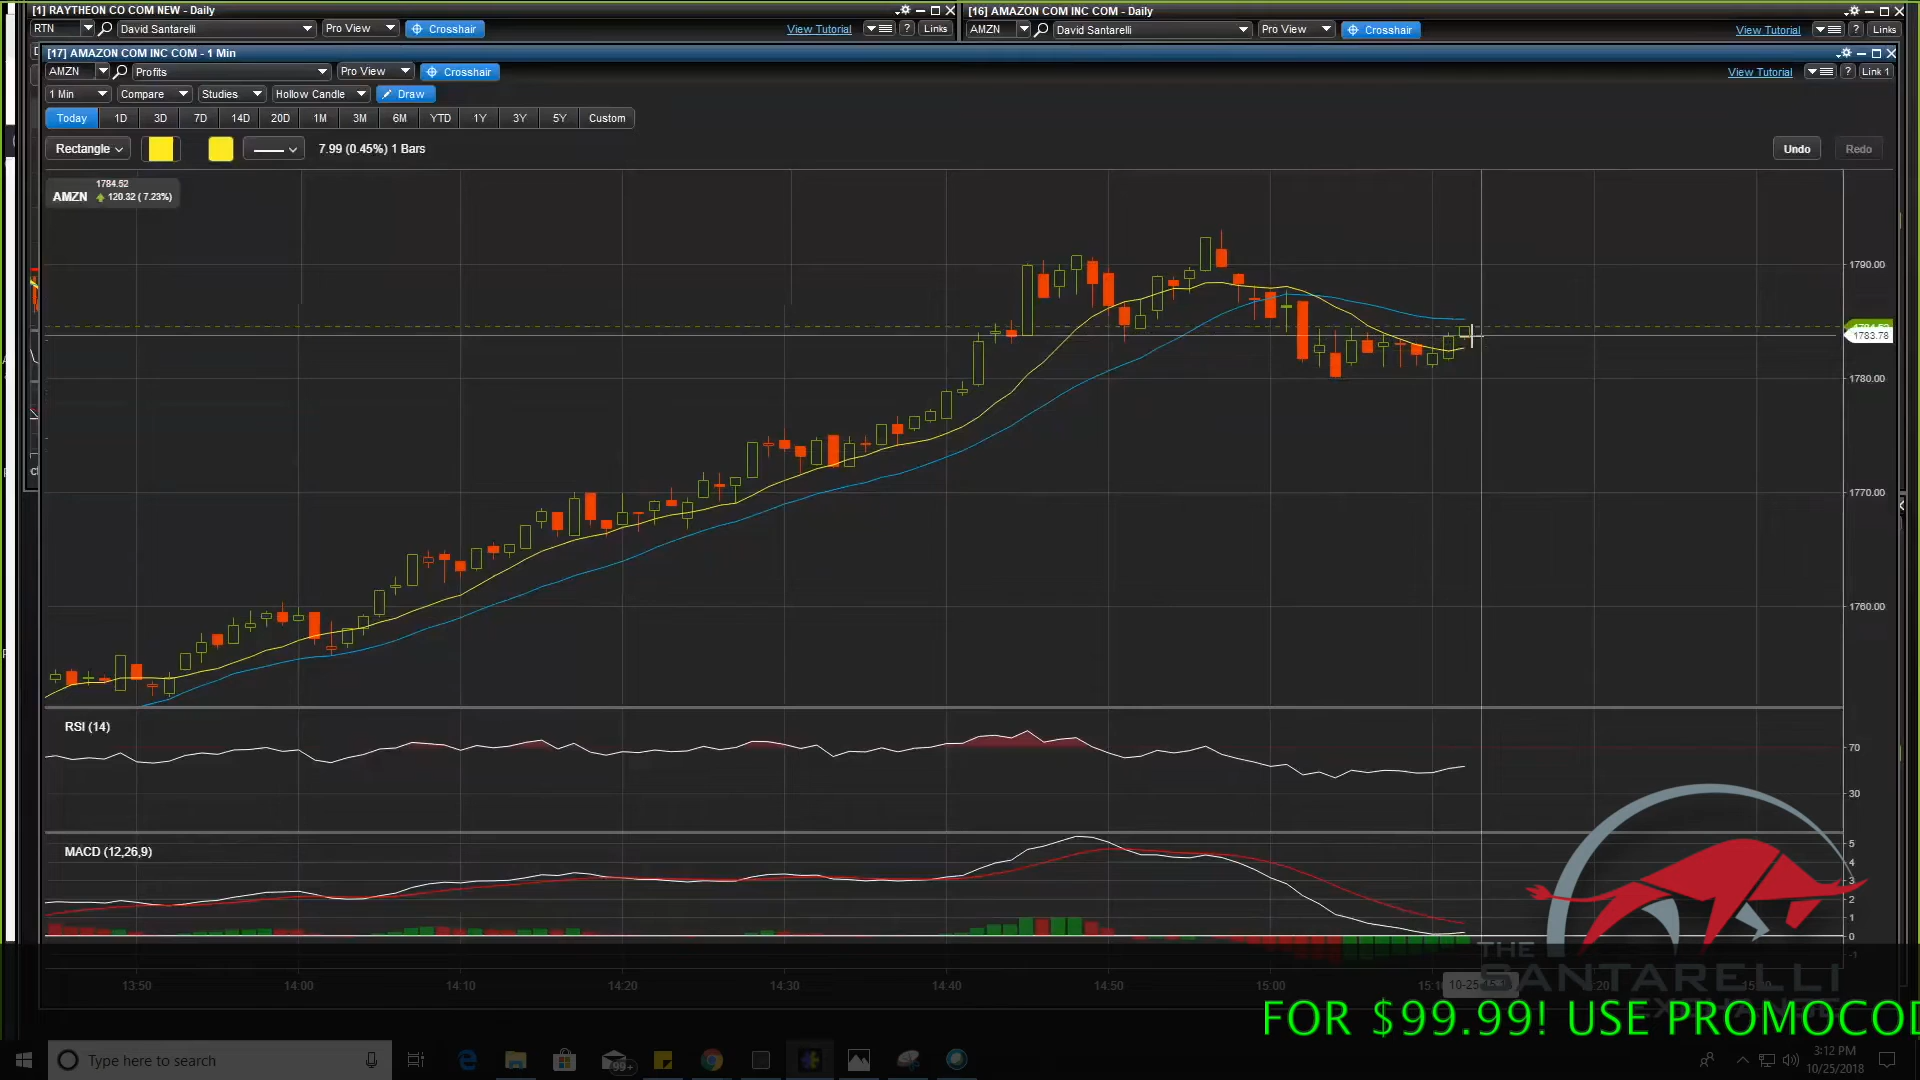 [1] RAYTHEON CO COM NEW - Daily
[16] AMAZON COM INC COM - Daily
RTN David Santarelli Pro View Crosshair View Tutorial ? Links
AMZN David Santarelli Pro View Crosshair View Tutorial ? Links
[17] AMAZON COM INC COM - 1 Min
AMZN Profits Pro View Crosshair View Tutorial ? Link 1
1 Min Compare Studies Hollow Candle Draw
Today 1D 3D 7D 14D 20D 1M 3M 6M YTD 1Y 3Y 5Y Custom
Rectangle 7.99 (0.45%) 1 Bars Undo Redo
1784.52
AMZN 120.32 ( 7.23%)
1790.00
1783.78
1780.00
1770.00
1760.00
RSI (14)
70
30
MACD (12,26,9)
5
4
3
2
1
0
-1
THE
SANTARELLI
13:50 14:00 14:10 14:20 14:30 14:40 14:50 15:00
FOR $99.99! USE PROMOCOD
Type here to search
99+
3:12 PM
10/25/2018